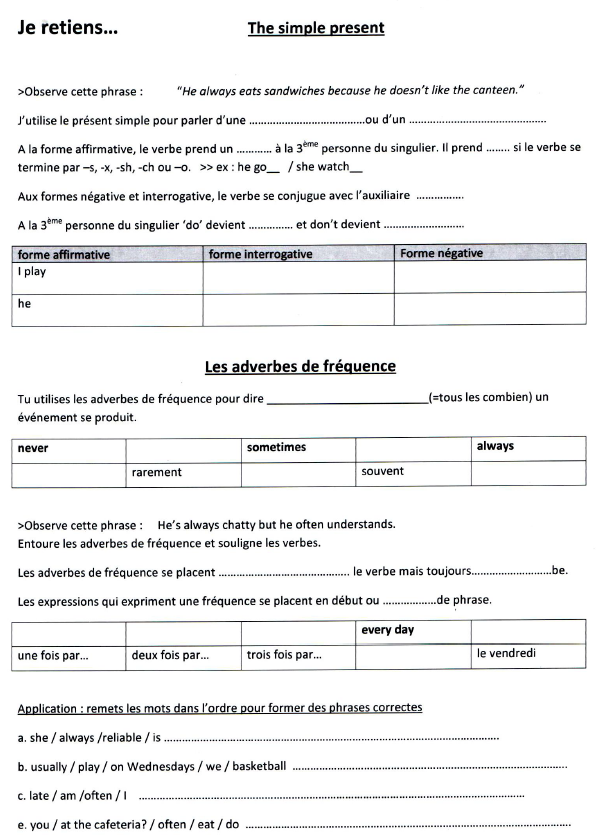 Je retiens... The simple present
>Observe cette phrase : "He always eats sandwiches because he doesn't like the canteen."
J'utilise le présent simple pour parler d'une ........................................ou d'un ................................................
A la forme affirmative, le verbe prend un ............ à la 3ème personne du singulier. Il prend ........ si le verbe se
termine par –s, -x, -sh, -ch ou –o. >> ex : he go__ / she watch__
Aux formes négative et interrogative, le verbe se conjugue avec l'auxiliaire ................
A la 3ème personne du singulier 'do' devient ............... et don't devient ............................
forme affirmative forme interrogative Forme négative
I play
he
Les adverbes de fréquence
Tu utilises les adverbes de fréquence pour dire _________________________(=tous les combien) un
événement se produit.
never sometimes always
rarement souvent
>Observe cette phrase : He's always chatty but he often understands.
Entoure les adverbes de fréquence et souligne les verbes.
Les adverbes de fréquence se placent ............................................. le verbe mais toujours............................be.
Les expressions qui expriment une fréquence se placent en début ou ..................de phrase.
every day
une fois par... deux fois par... trois fois par... le vendredi
Application : remets les mots dans l'ordre pour former des phrases correctes
a. she / always /reliable / is ....................................................................................................................
b. usually / play / on Wednesdays / we / basketball ................................................................................................
c. late / am /often / I ......................................................................................................................................
e. you / at the cafeteria? / often / eat / do ..................................................................................................................